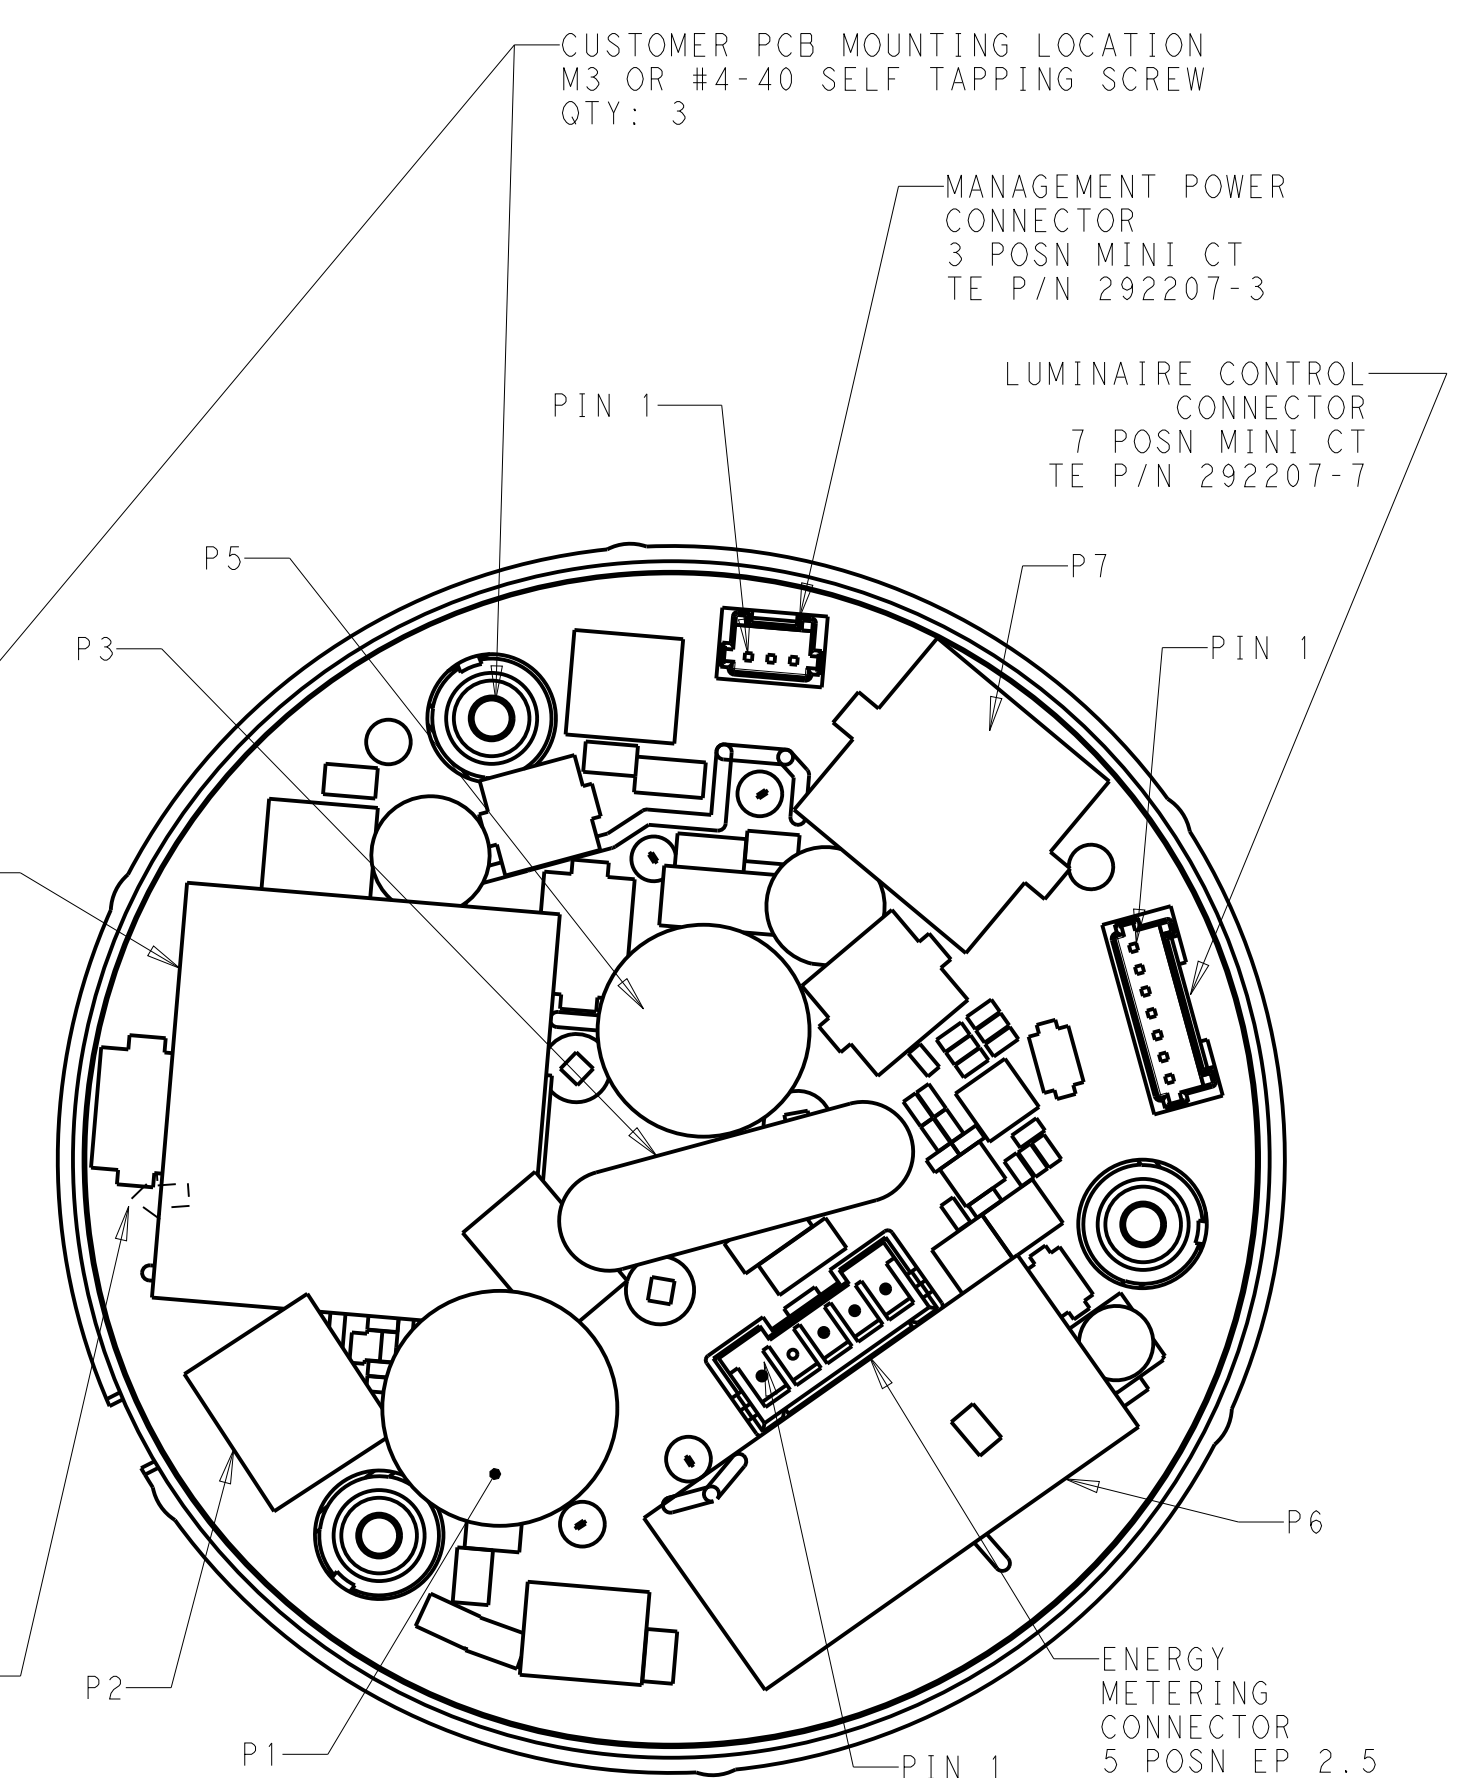 CUSTOMER PCB MOUNTING LOCATION
M3 OR #4-40 SELF TAPPING SCREW
QTY: 3
MANAGEMENT POWER
CONNECTOR
3 POSN MINI CT
TE P/N 292207-3
LUMINAIRE CONTROL
CONNECTOR
7 POSN MINI CT
TE P/N 292207-7
PIN 1
P5
P7
P3
PIN 1
P6
ENERGY
METERING
CONNECTOR
5 POSN EP 2.5
P2
P1
PIN 1